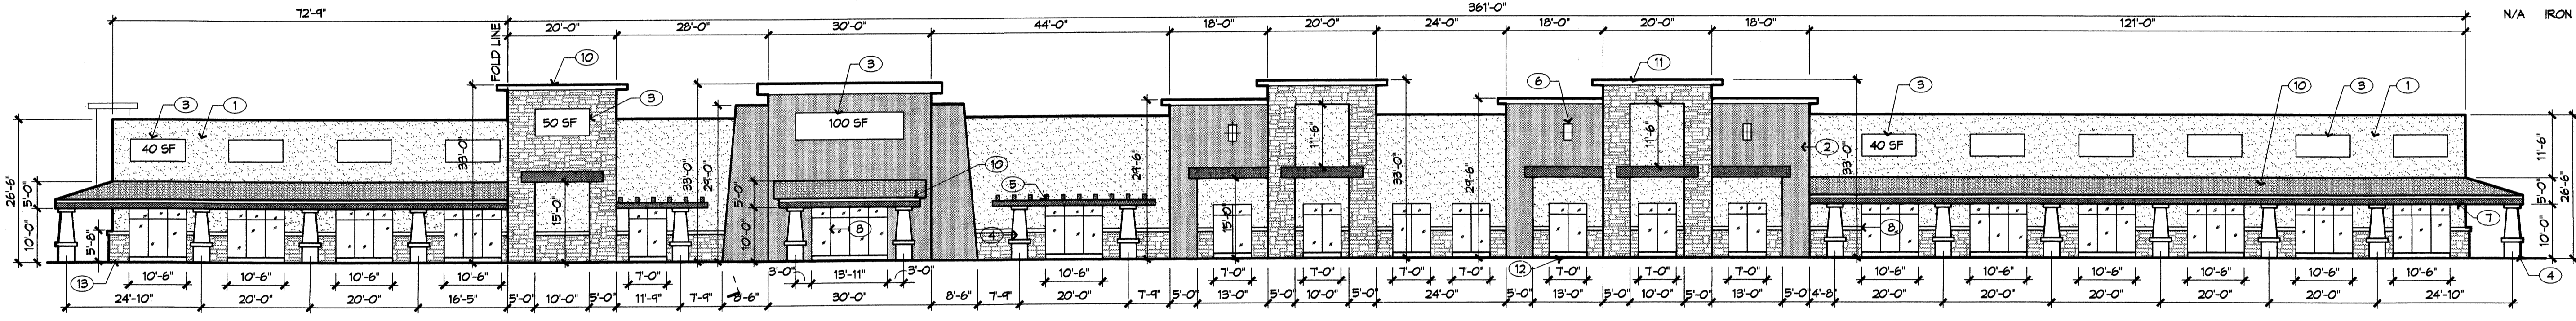 72'-9"
361'-0"
N/A IRON
FOLD LINE
20'-0" 28'-0" 30'-0" 44'-0" 18'-0" 20'-0" 24'-0" 18'-0" 20'-0" 18'-0" 121'-0"
10 3 11
3 1 3 6 3 10 3 1
50 SF 100 SF
40 SF 40 SF
33'-0" 33'-0" 29'-0" 29'-6" 11'-6" 33'-0" 29'-6" 11'-6" 2 33'-0" 11'-6"
26'-6" 5'-0" 10'-0" 5'-8" 15'-0" 5'-0" 10'-0" 10 5 15'-0" 5'-0" 10'-0" 26'-6"
8 4 8 7
13 12 4
10'-6" 10'-6" 10'-6" 10'-6" 7'-0" 3'-0" 13'-11" 3'-0" 10'-6" 7'-0" 7'-0" 7'-0" 7'-0" 7'-0" 7'-0" 7'-0" 10'-6" 10'-6" 10'-6" 10'-6" 10'-6" 10'-6"
24'-10" 20'-0" 20'-0" 16'-5" 5'-0" 10'-0" 5'-0" 11'-9" 7'-9" 8'-6" 30'-0" 8'-6" 7'-9" 20'-0" 7'-9" 5'-0" 13'-0" 5'-0" 10'-0" 5'-0" 24'-0" 5'-0" 13'-0" 5'-0" 10'-0" 5'-0" 13'-0" 5'-0" 4'-8" 20'-0" 20'-0" 20'-0" 20'-0" 20'-0" 24'-10"